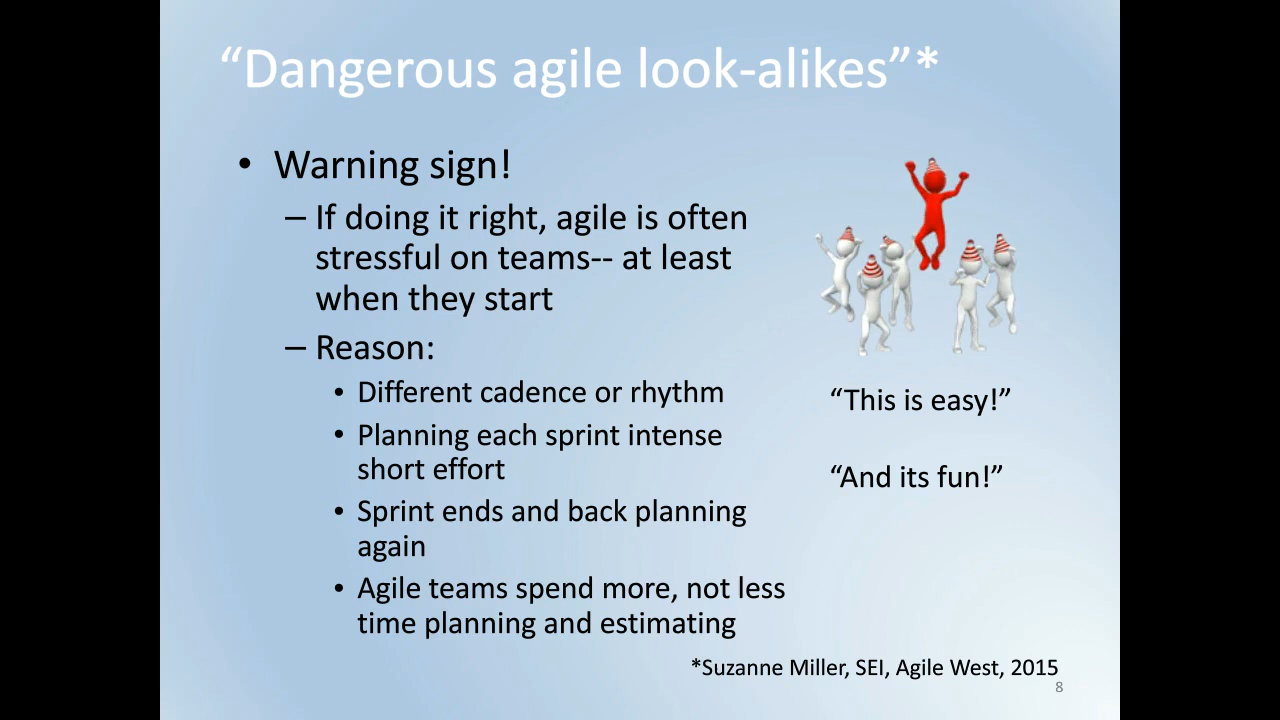 “Dangerous agile look-alikes”*
• Warning sign!
– If doing it right, agile is often
stressful on teams-- at least
when they start
– Reason:
• Different cadence or rhythm
• Planning each sprint intense
short effort
• Sprint ends and back planning
again
• Agile teams spend more, not less
time planning and estimating
“This is easy!”
“And its fun!”
*Suzanne Miller, SEI, Agile West, 2015
8